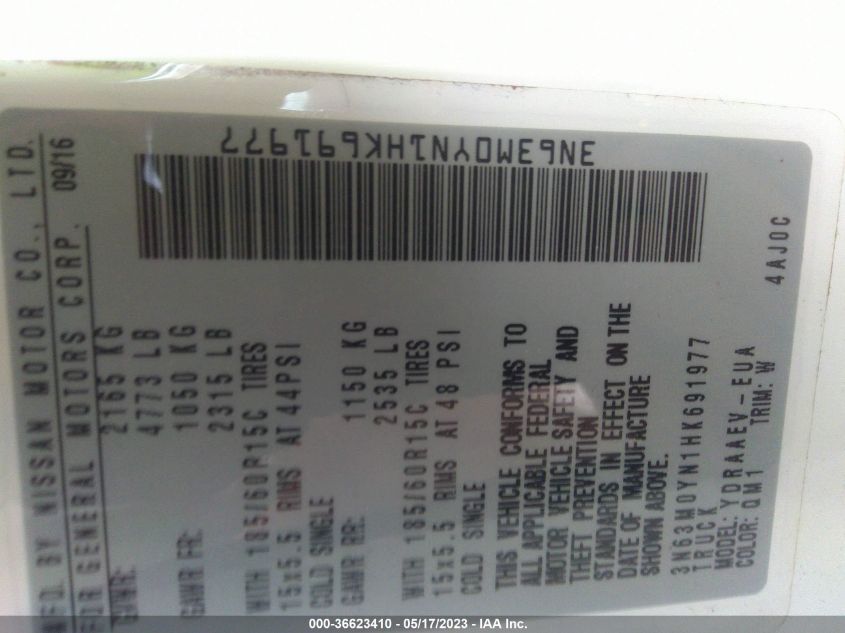 MFD. BY NISSAN MOTOR CO., LTD.
FOR GENERAL MOTORS CORP. 09/16
GVWR: 2165 KG
4773 LB
GAWR FR: 1050 KG
2315 LB
WITH 185/60R15C TIRES
15x5.5 RIMS AT 44PSI
COLD SINGLE
GAWR RR: 1150 KG
2535 LB
WITH 185/60R15C TIRES
15x5.5 RIMS AT 48 PSI
COLD SINGLE
THIS VEHICLE CONFORMS TO
ALL APPLICABLE FEDERAL
MOTOR VEHICLE SAFETY AND
THEFT PREVENTION
STANDARDS IN EFFECT ON THE
DATE OF MANUFACTURE
SHOWN ABOVE.
3N63M0YN1HK691977
TRUCK
MODEL: YDRAAEV-EUA
COLOR: QM1 TRIM: W
4AJ0C
3N63M0YN1HK691977
000-36623410 - 05/17/2023 - IAA Inc.